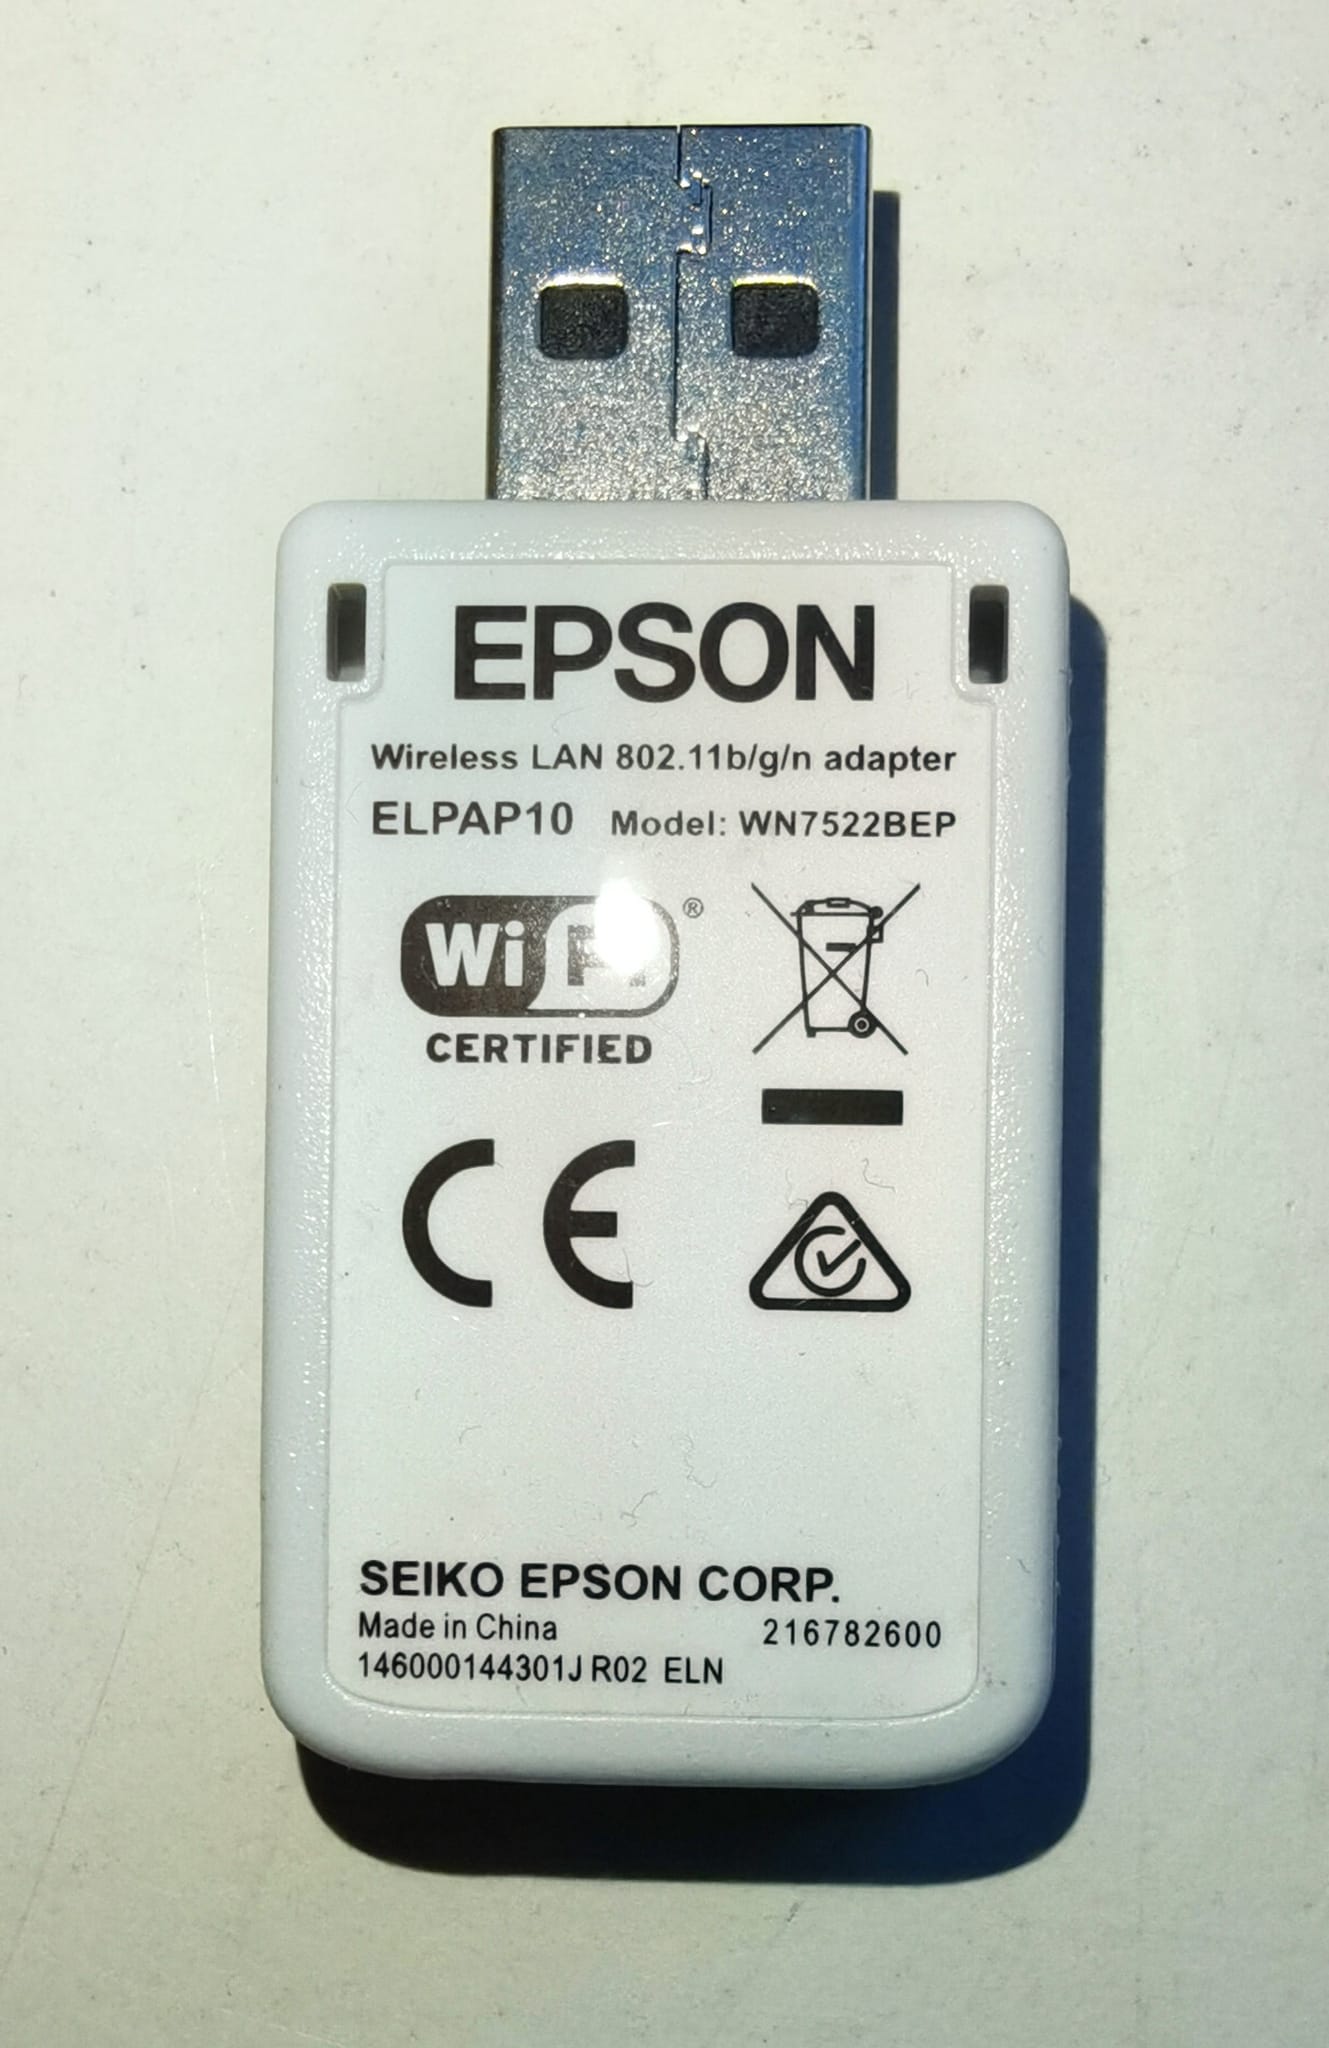 EPSON
Wireless LAN 802.11b/g/n adapter
ELPAP10 Model: WN7522BEP
Wi Fi ®
CERTIFIED
CE
SEIKO EPSON CORP.
Made in China 216782600
146000144301J R02 ELN